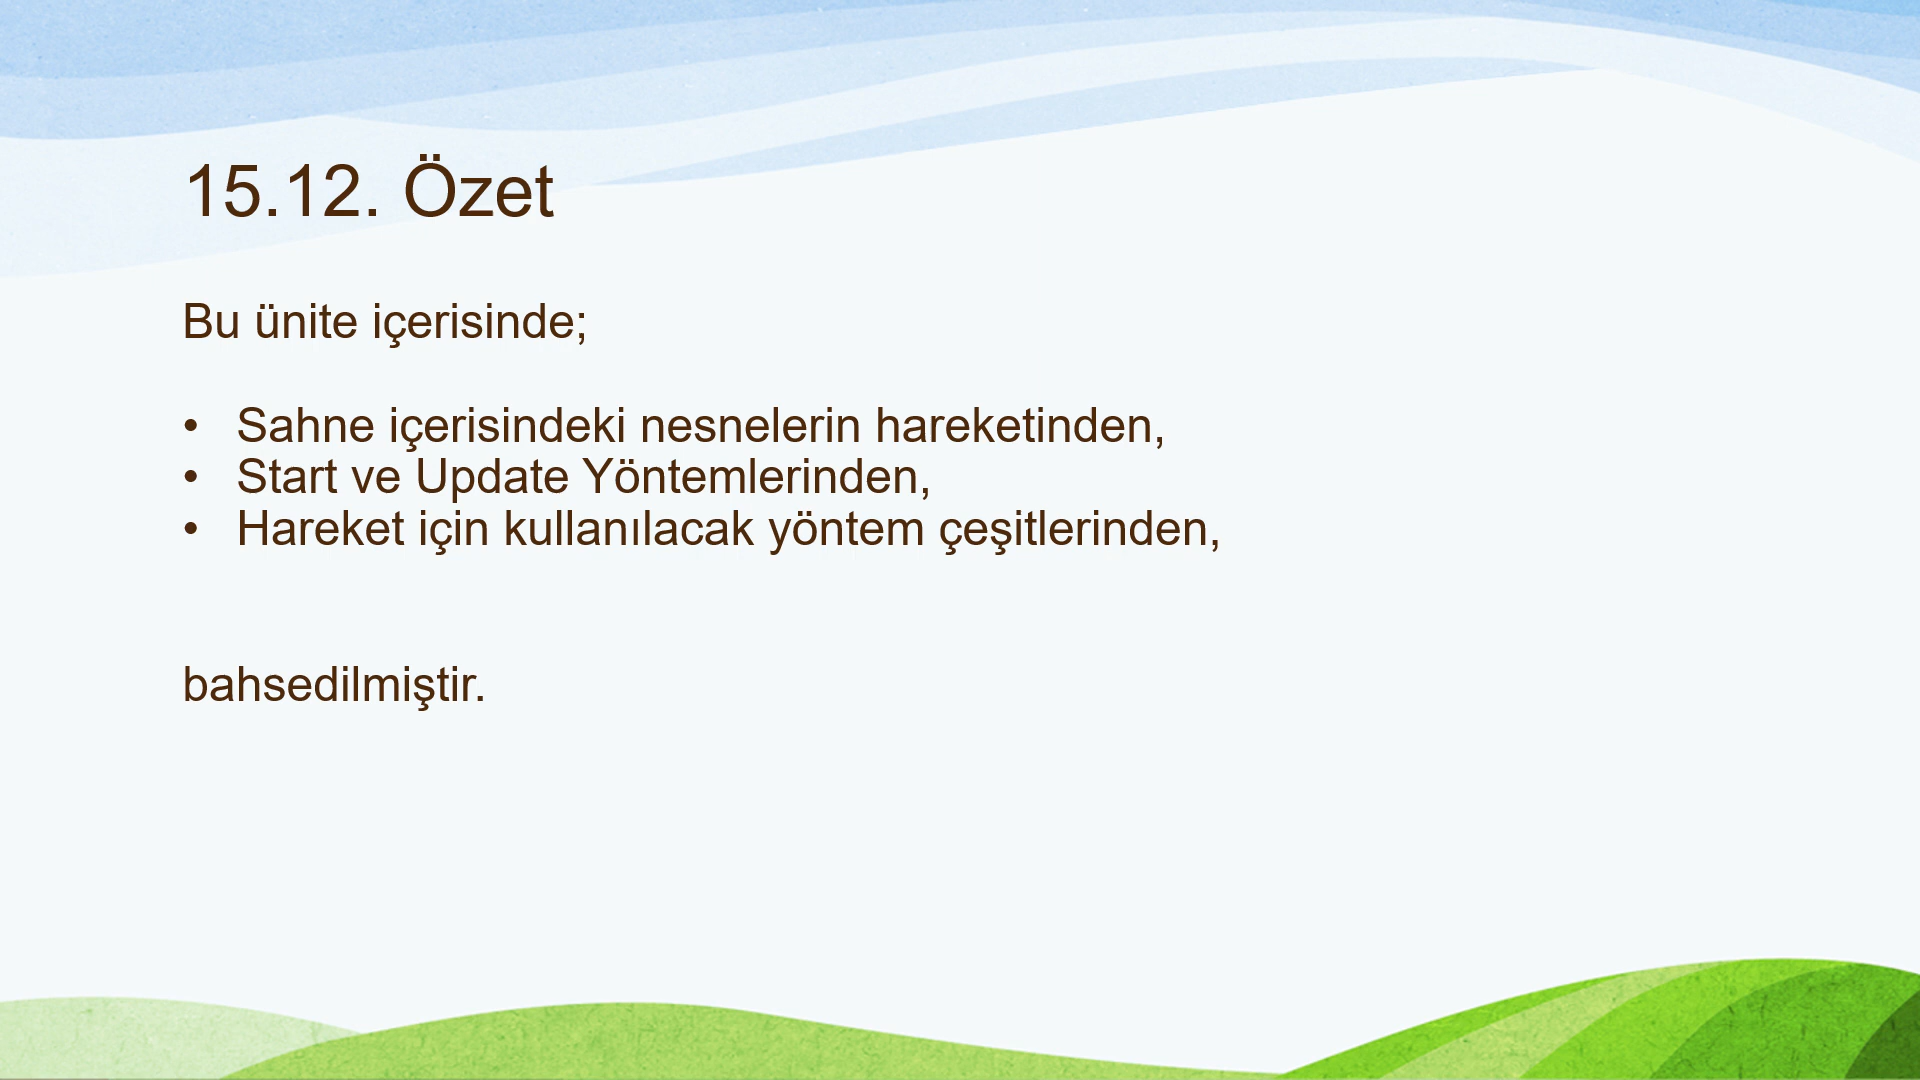 15.12. Özet
Bu ünite içerisinde;
• Sahne içerisindeki nesnelerin hareketinden,
• Start ve Update Yöntemlerinden,
• Hareket için kullanılacak yöntem çeşitlerinden,
bahsedilmiştir.